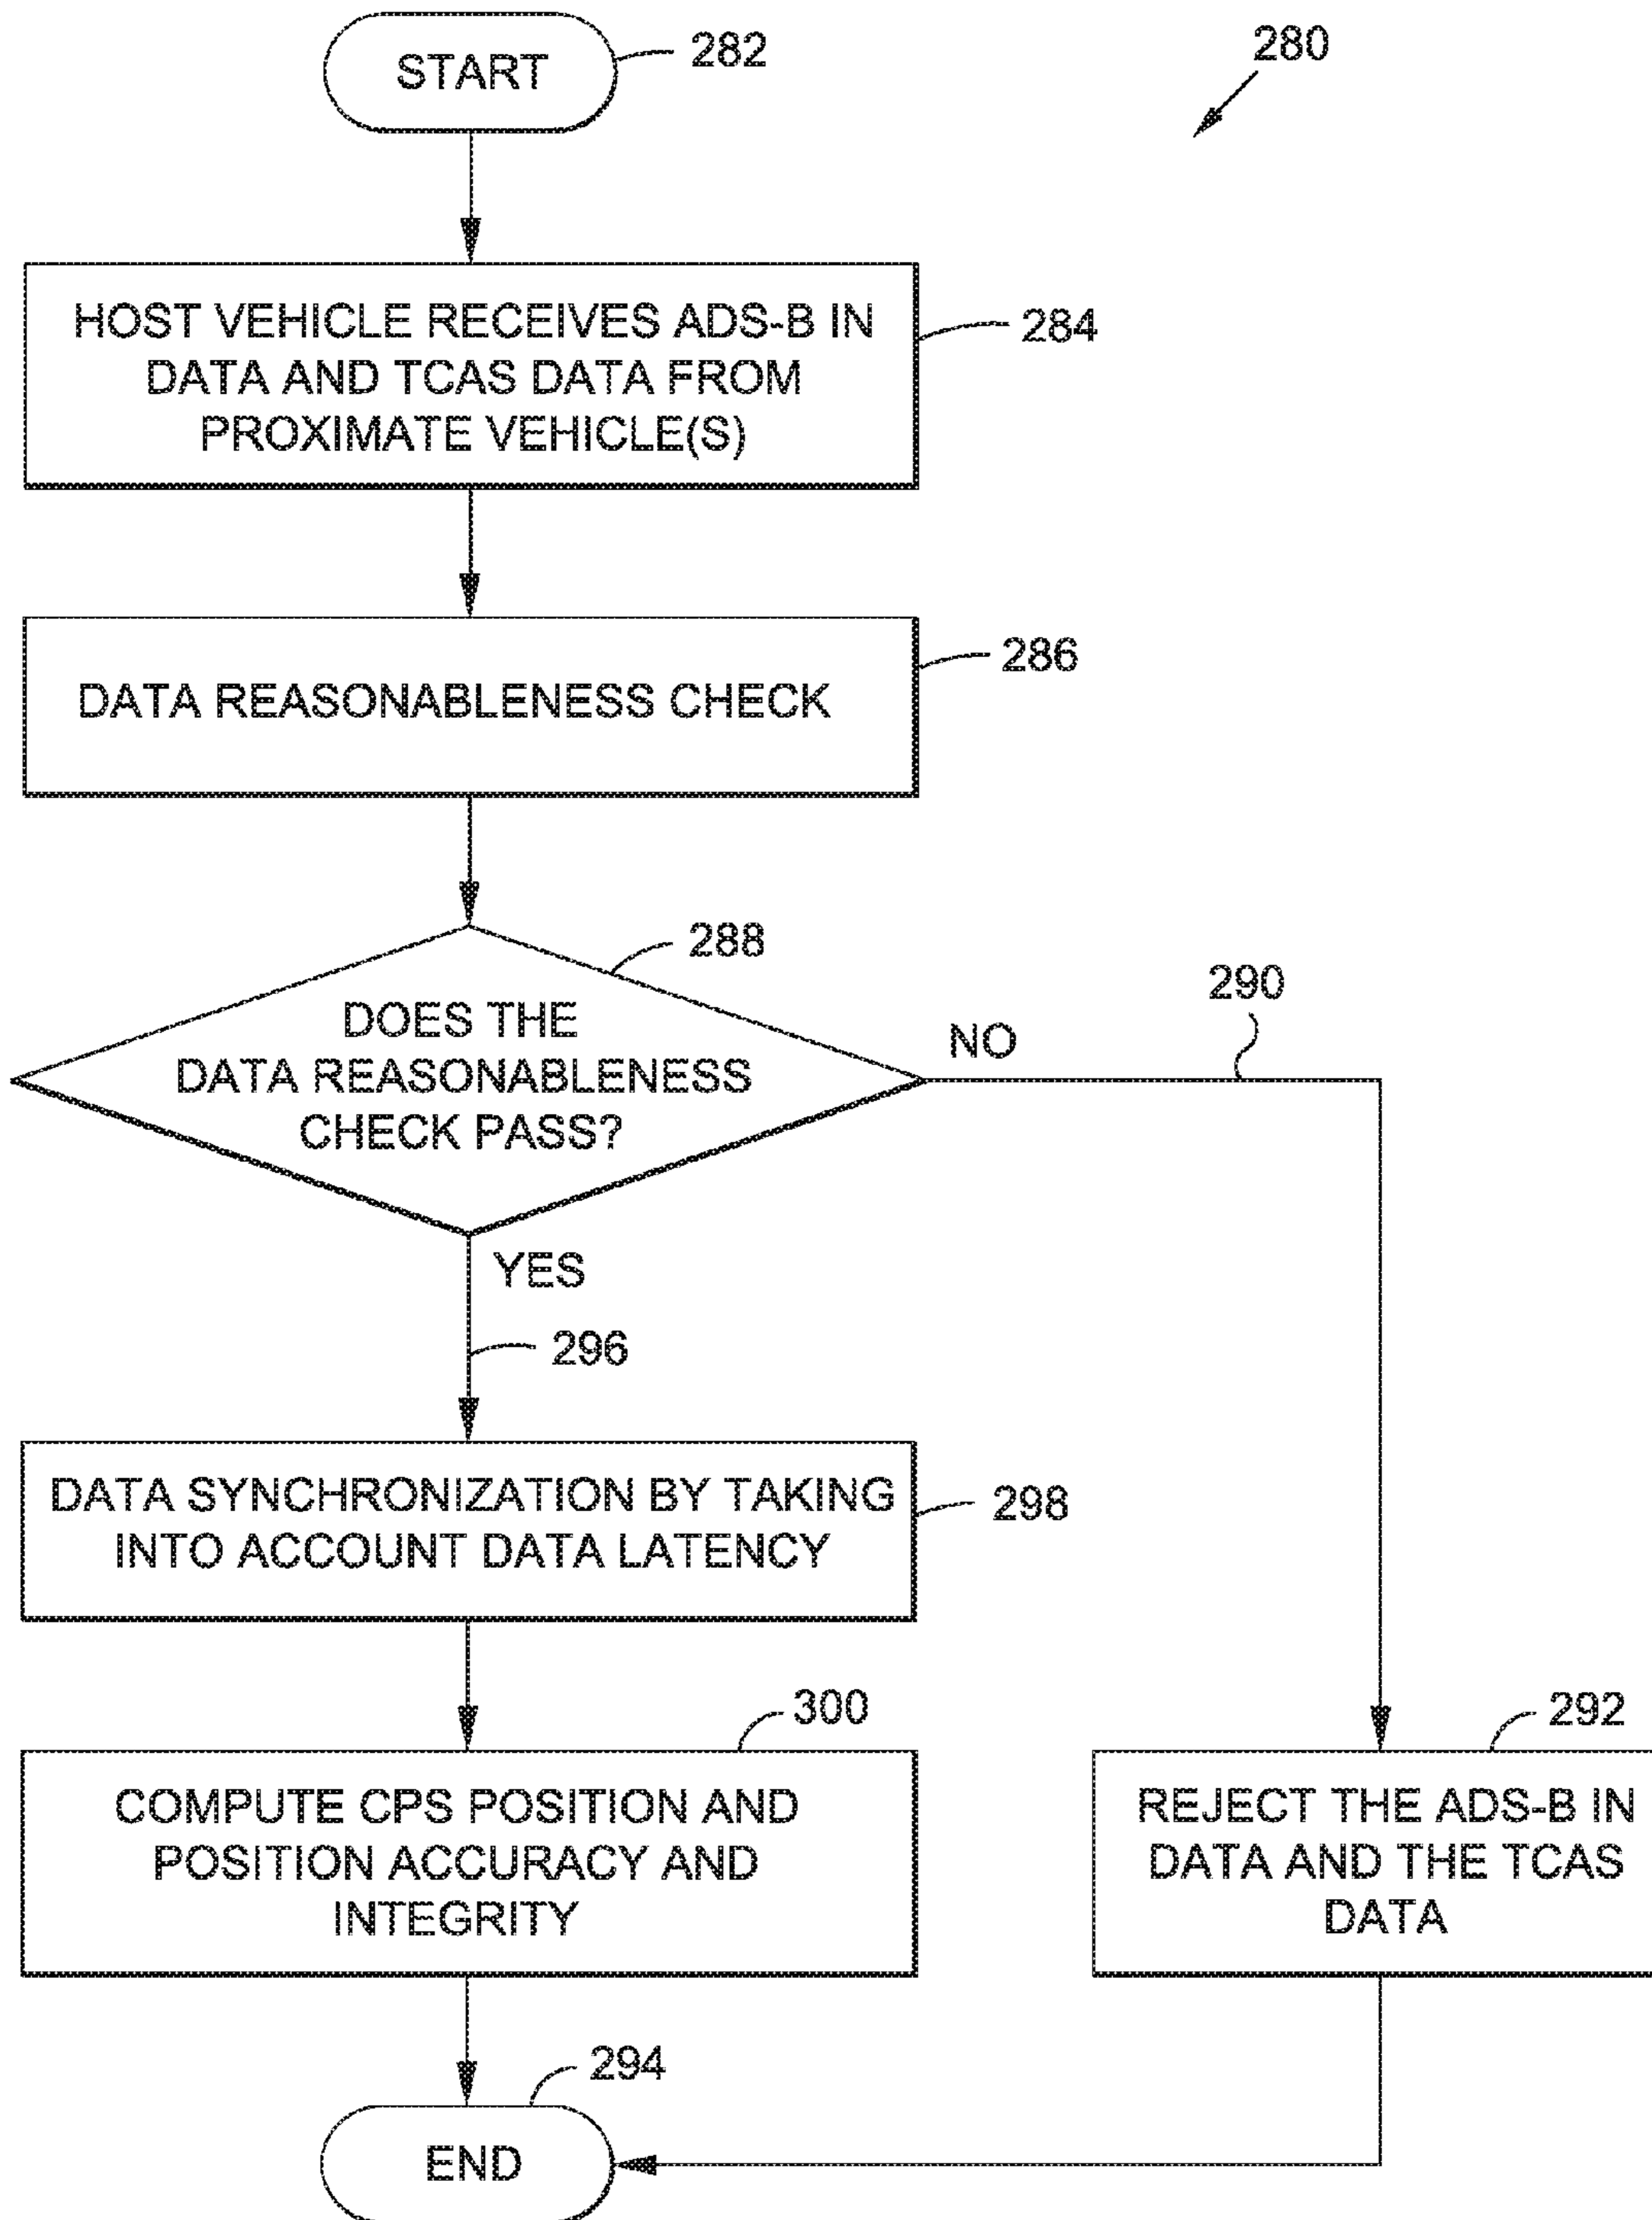 START
282
280
HOST VEHICLE RECEIVES ADS-B IN
DATA AND TCAS DATA FROM
PROXIMATE VEHICLE(S)
284
DATA REASONABLENESS CHECK
286
288
DOES THE
DATA REASONABLENESS
CHECK PASS?
NO
290
YES
296
DATA SYNCHRONIZATION BY TAKING
INTO ACCOUNT DATA LATENCY
298
300
COMPUTE CPS POSITION AND
POSITION ACCURACY AND
INTEGRITY
292
REJECT THE ADS-B IN
DATA AND THE TCAS
DATA
294
END